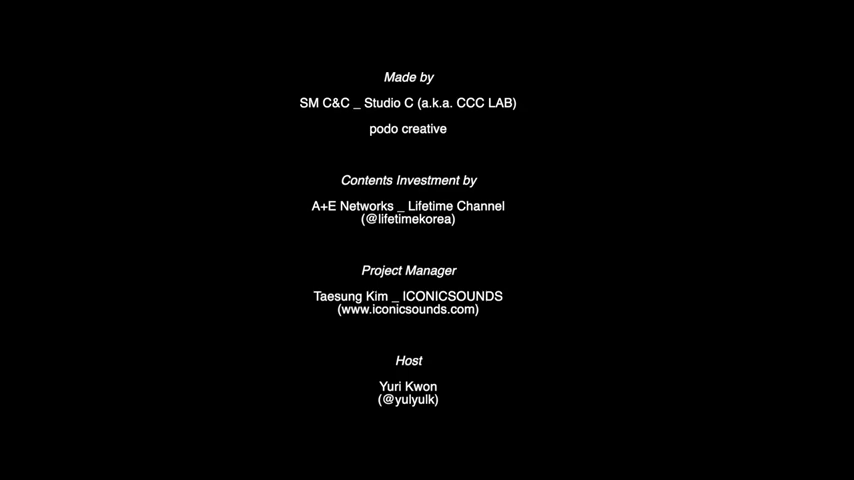 Made by
SM C&C _ Studio C (a.k.a. CCC LAB)
podo creative
Contents Investment by
A+E Networks _ Lifetime Channel
(@lifetimekorea)
Project Manager
Taesung Kim _ ICONICSOUNDS
(www.iconicsounds.com)
Host
Yuri Kwon
(@yulyulk)